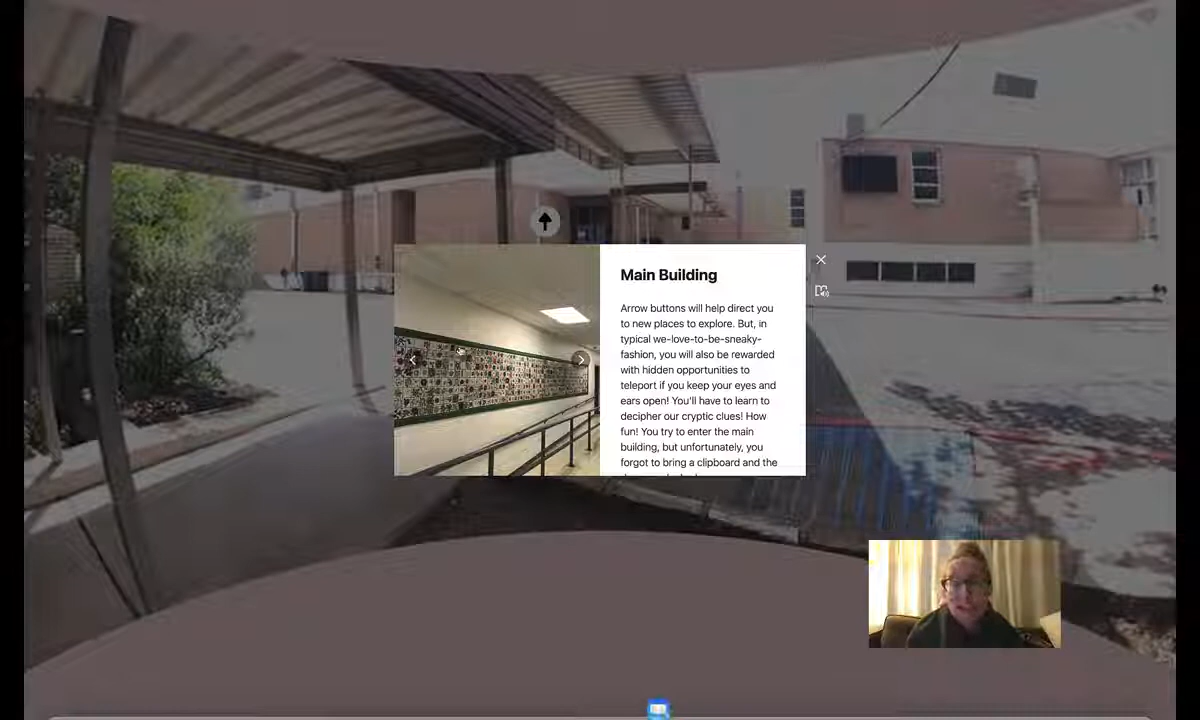 Main Building
Arrow buttons will help direct you
to new places to explore. But, in
typical we-love-to-be-sneaky-
fashion, you will also be rewarded
with hidden opportunities to
teleport if you keep your eyes and
ears open! You'll have to learn to
decipher our cryptic clues! How
fun! You try to enter the main
building, but unfortunately, you
forgot to bring a clipboard and the